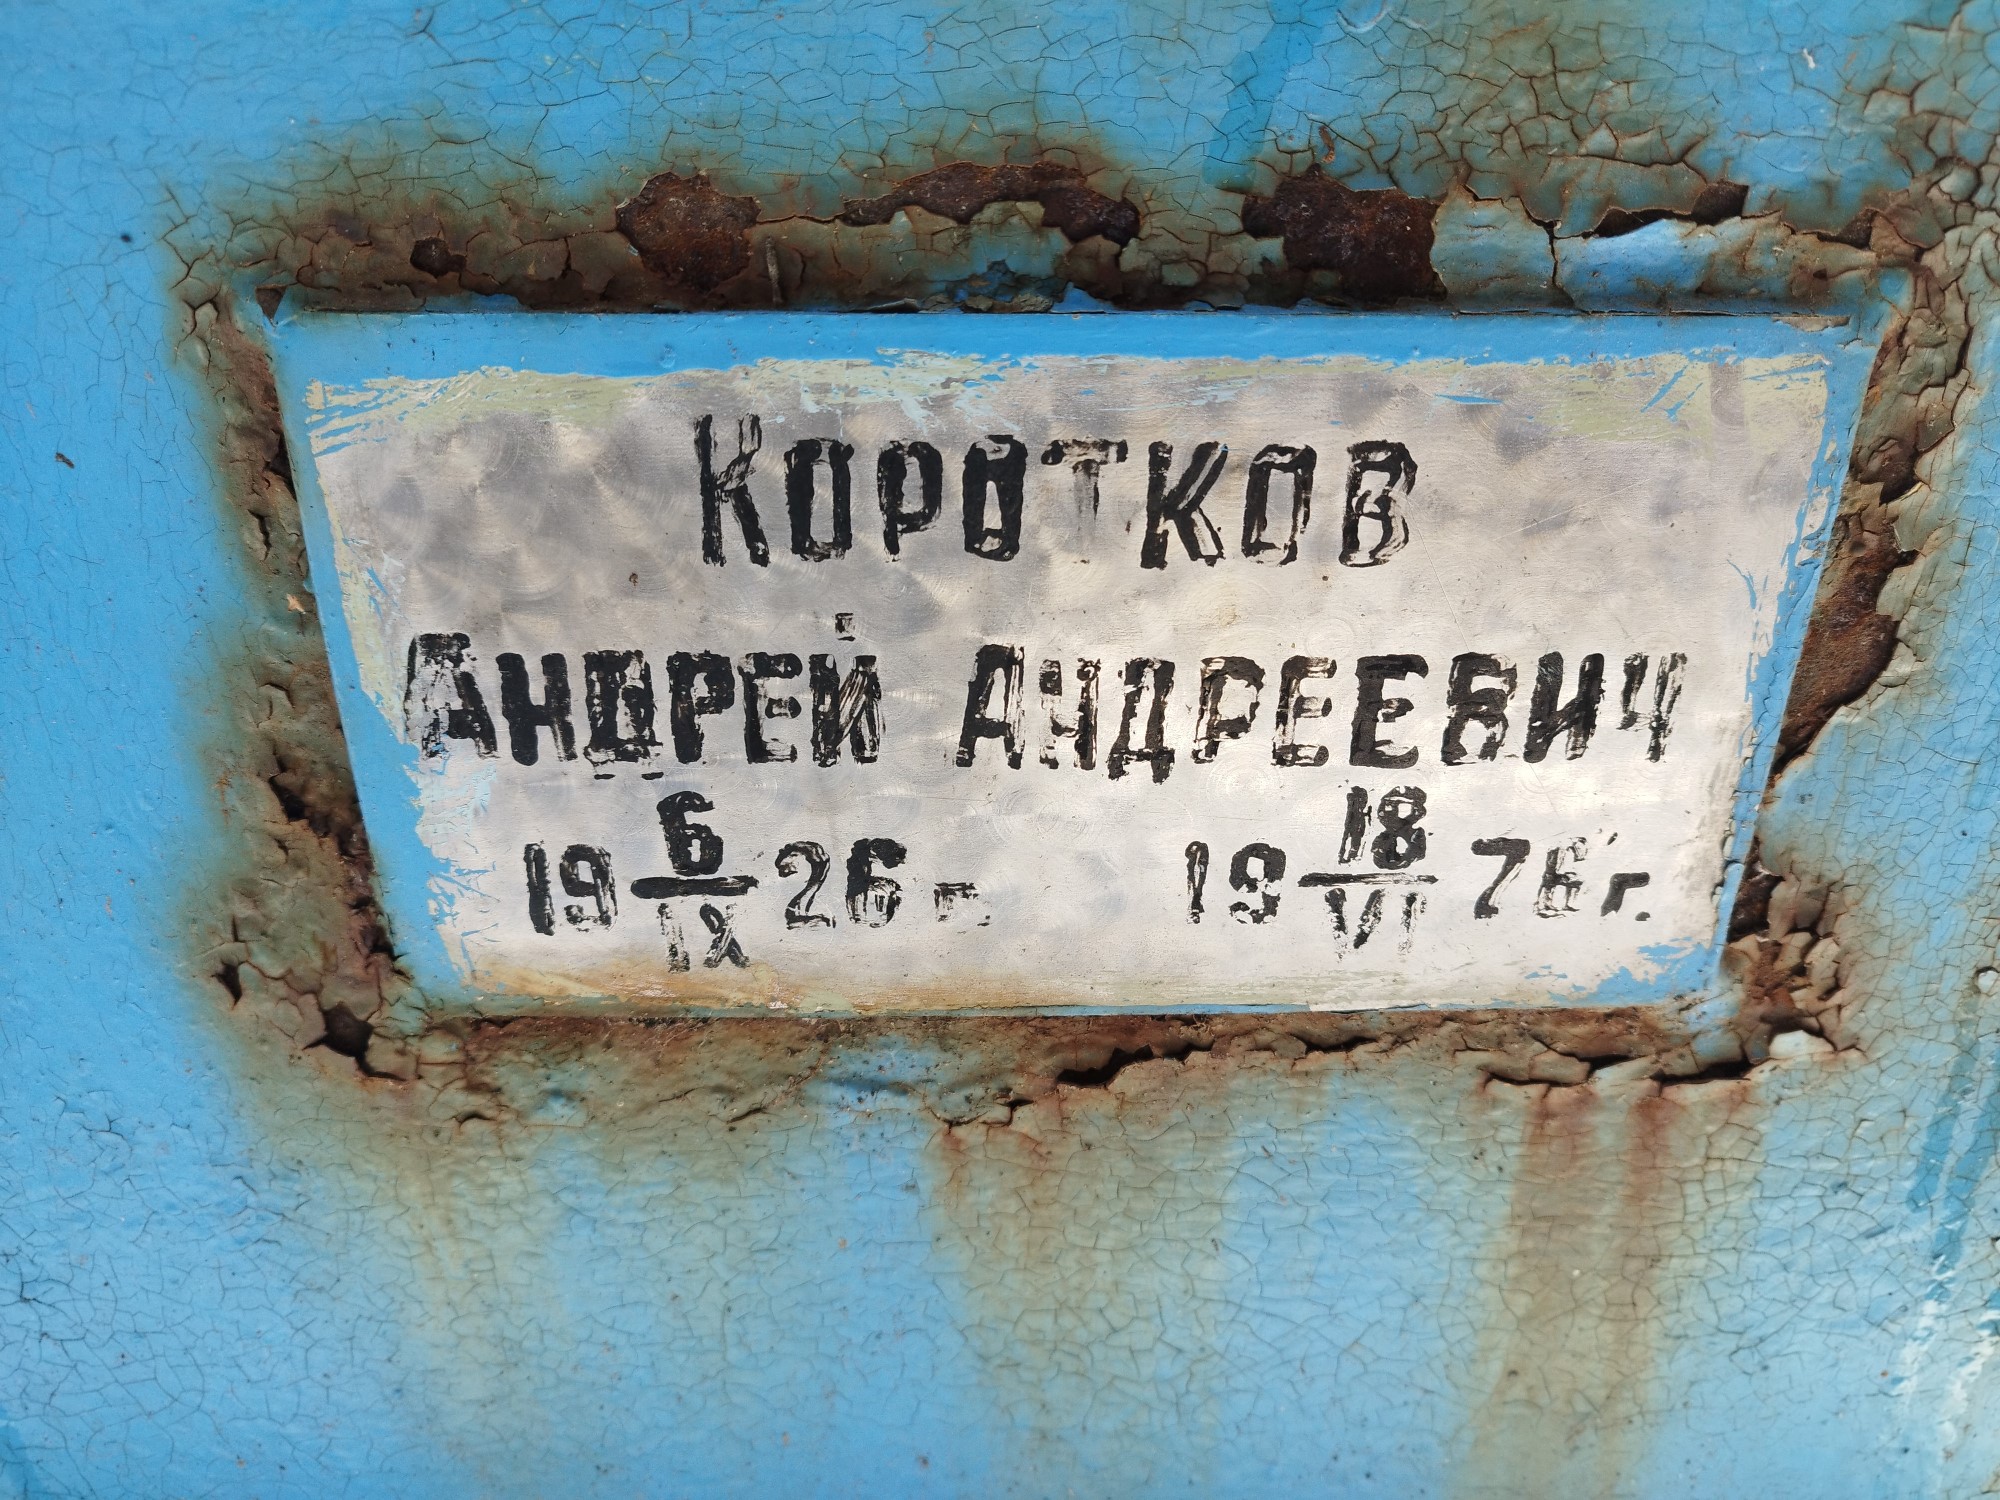 Коротков
Андрей Андреевич
19 6/IX 26 г. 19 18/VI 76 г.